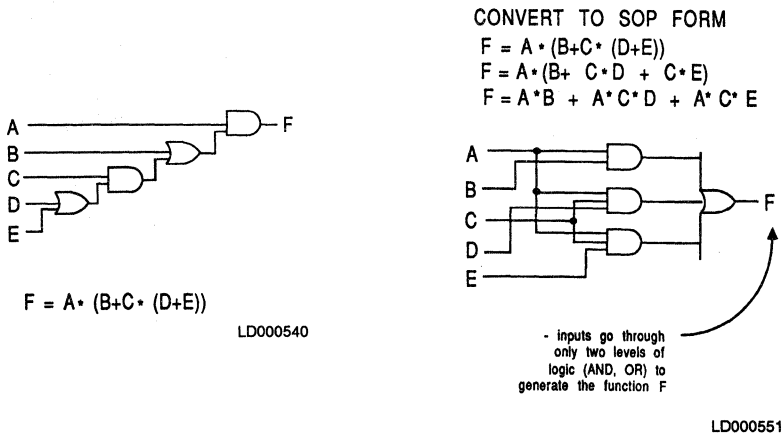 A
B
C
D
E
F
F = A* (B+C* (D+E))
LD000540
CONVERT TO SOP FORM
F = A* (B+C* (D+E))
F = A* (B+ C*D + C*E)
F = A*B + A*C*D + A*C*E
A
B
C
D
E
F
- inputs go through
only two levels of
logic (AND, OR) to
generate the function F
LD000551